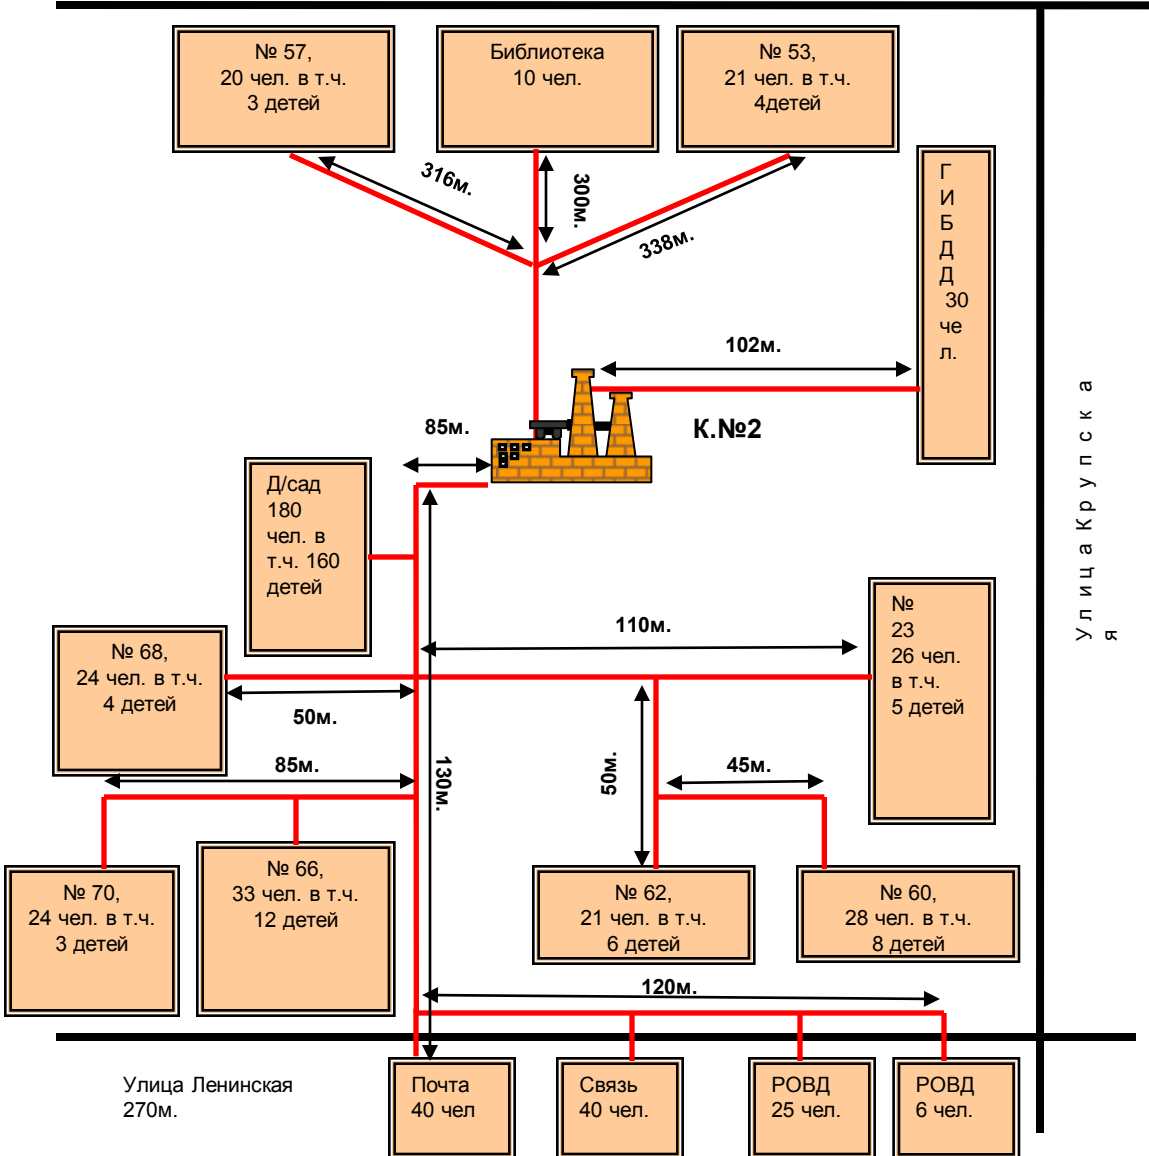 № 57,
20 чел. в т.ч.
3 детей
Библиотека
10 чел.
№ 53,
21 чел. в т.ч.
4детей
316м.
300м.
338м.
Г
И
Б
Д
Д
30
че
л.
102м.
85м.
К.№2
Д/сад
180
чел. в
т.ч. 160
детей
У л и ц а К р у п с к а
я
110м.
№
23
26 чел.
в т.ч.
5 детей
№ 68,
24 чел. в т.ч.
4 детей
50м.
85м.
130м.
50м.
45м.
№ 70,
24 чел. в т.ч.
3 детей
№ 66,
33 чел. в т.ч.
12 детей
№ 62,
21 чел. в т.ч.
6 детей
№ 60,
28 чел. в т.ч.
8 детей
120м.
Улица Ленинская
270м.
Почта
40 чел
Связь
40 чел.
РОВД
25 чел.
РОВД
6 чел.